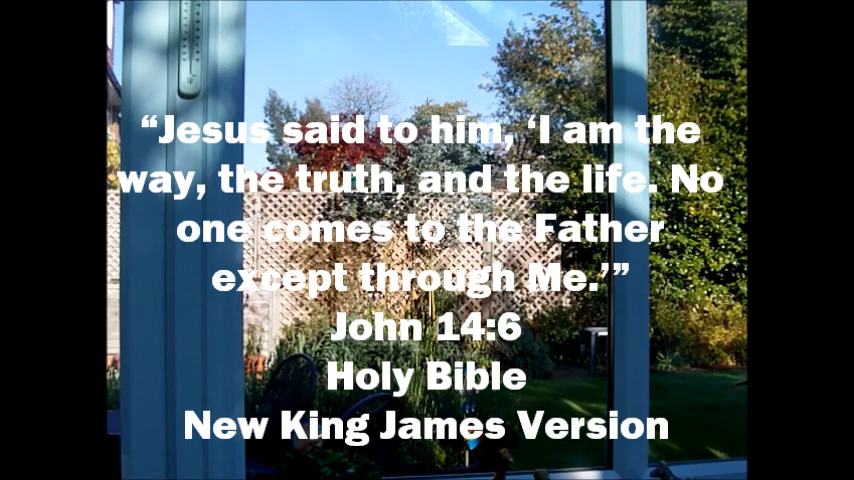 “Jesus said to him, ‘I am the
way, the truth, and the life. No
one comes to the Father
except through Me.’”
John 14:6
Holy Bible
New King James Version